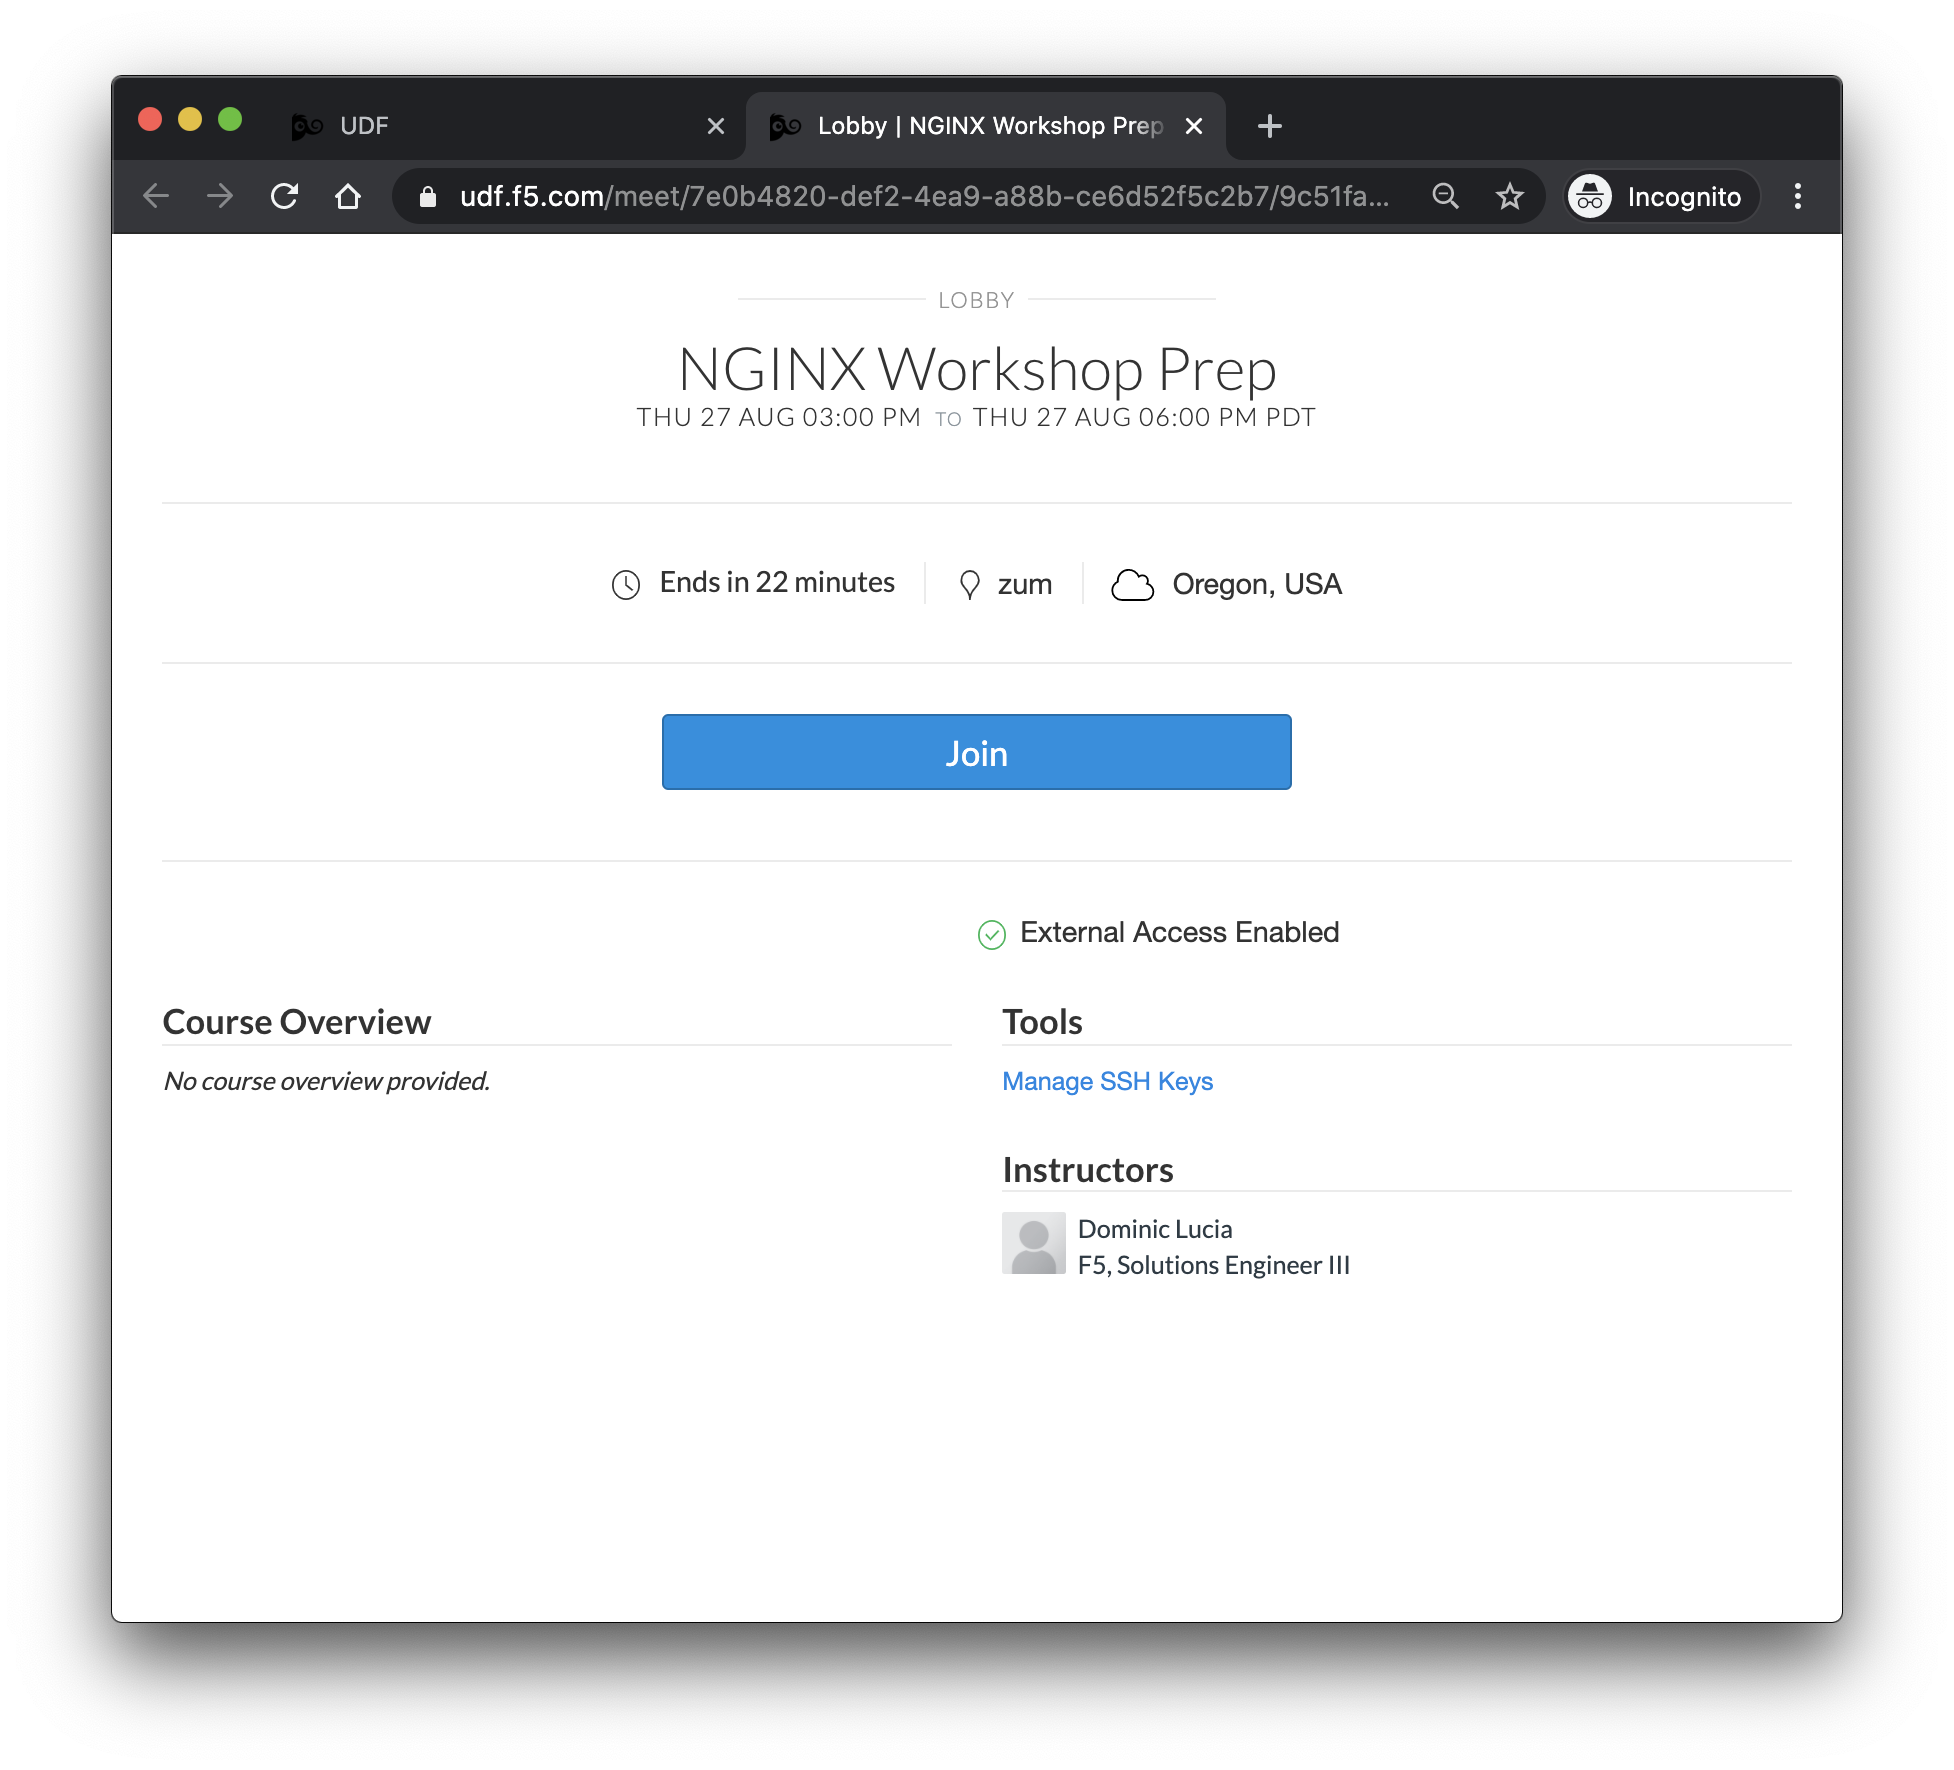 UDF
Lobby | NGINX Workshop Prep
udf.f5.com/meet/7e0b4820-def2-4ea9-a88b-ce6d52f5c2b7/9c51fa...
Incognito
LOBBY
NGINX Workshop Prep
THU 27 AUG 03:00 PM TO THU 27 AUG 06:00 PM PDT
Ends in 22 minutes
zum
Oregon, USA
Join
External Access Enabled
Course Overview
No course overview provided.
Tools
Manage SSH Keys
Instructors
Dominic Lucia
F5, Solutions Engineer III